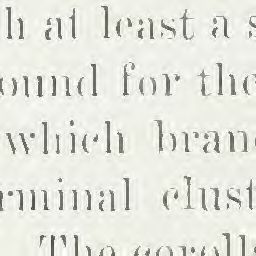 h at least a s
ound for the
which bran
rminal clust
The corolla